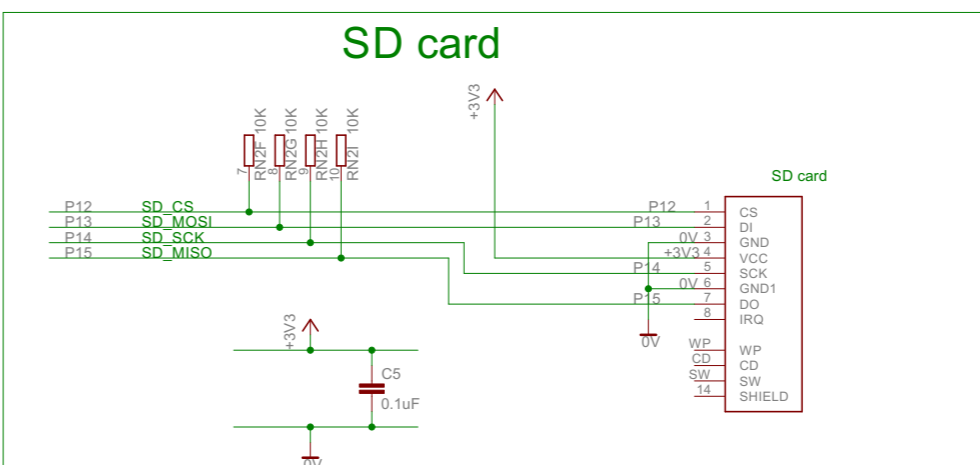 SD card
+3V3
10K 10K 10K 10K
RN2F RN2G RN2H RN2I
7 8 9 10
SD card
P12 SD_CS P12 1 CS
P13 SD_MOSI P13 2 DI
P14 SD_SCK 0V 3 GND
P15 SD_MISO +3V3 4 VCC
P14 5 SCK
0V 6 GND1
P15 7 DO
8 IRQ
0V
WP WP
CD CD
SW SW
14 SHIELD
+3V3
C5
0.1uF
0V